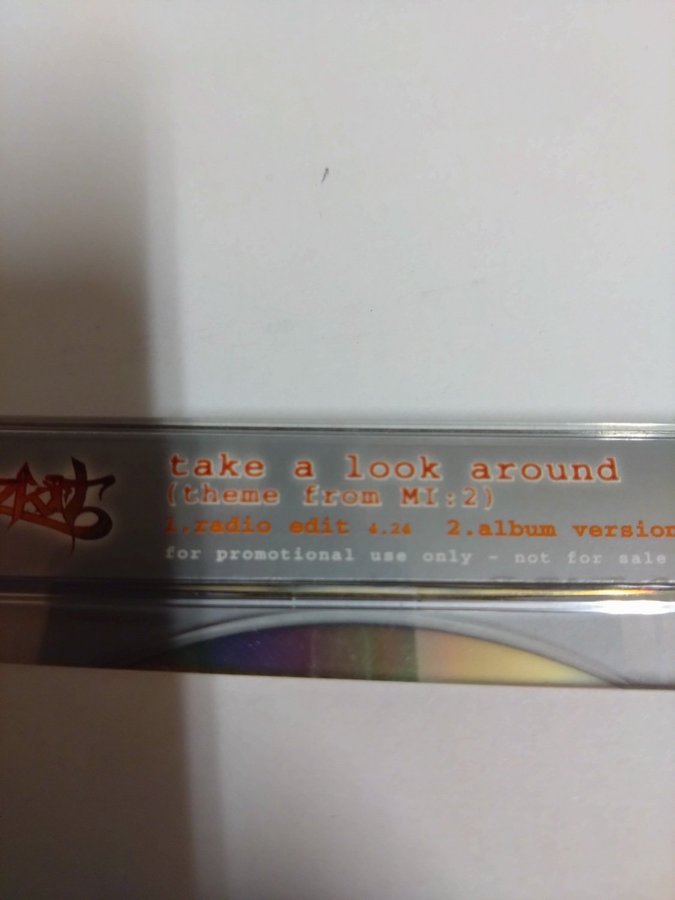 take a look around
(theme from MI:2)
1.radio edit 4.24 2.album version
for promotional use only - not for sale